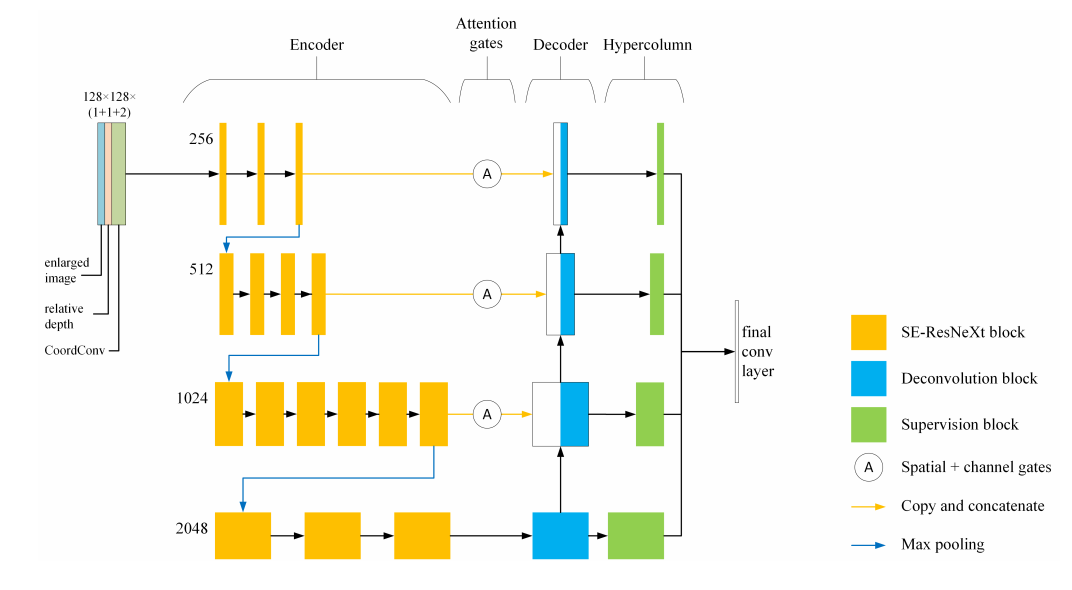 Encoder
Attention
gates
Decoder
Hypercolumn
128×128×
(1+1+2)
256
A
enlarged
image
relative
depth
CoordConv
512
A
1024
A
2048
final
conv
layer
SE-ResNeXt block
Deconvolution block
Supervision block
A
Spatial + channel gates
Copy and concatenate
Max pooling